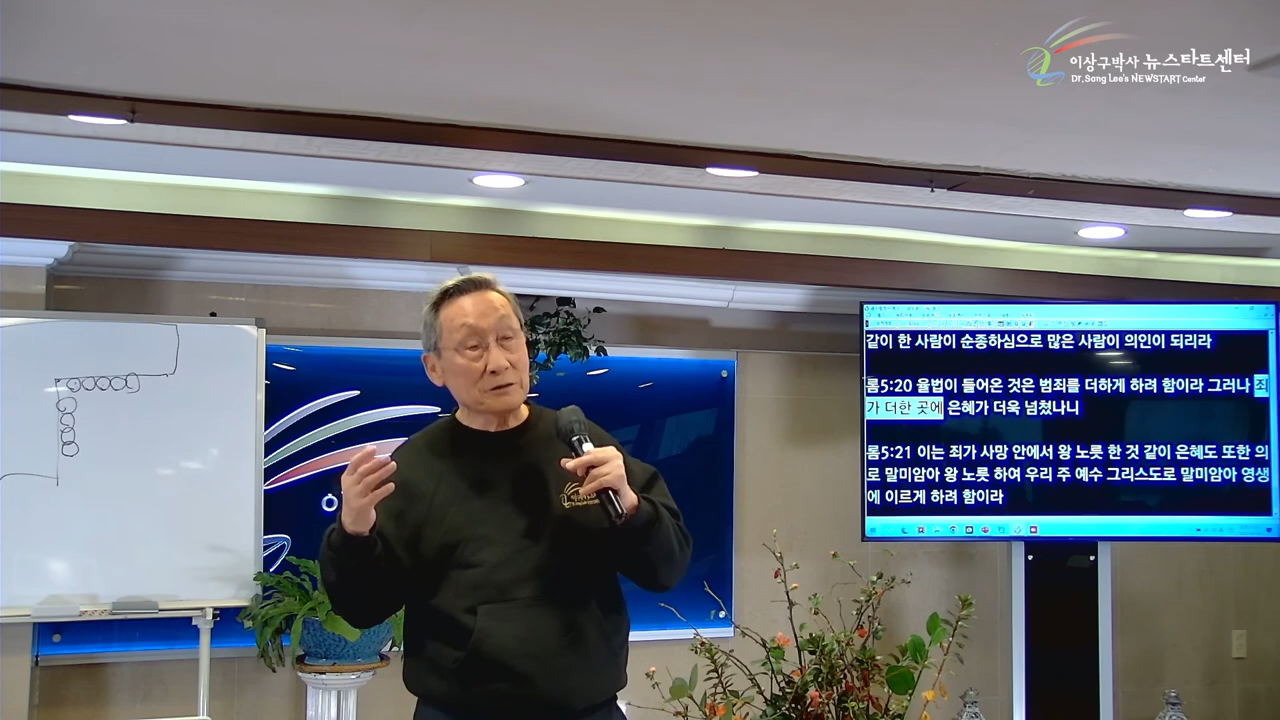 이상구박사 뉴스타트센터
Dr. Sang Lee's NEWSTART Center
같이 한 사람이 순종하심으로 많은 사람이 의인이 되리라
롬5:20 율법이 들어온 것은 범죄를 더하게 하려 함이라 그러나 죄
가 더한 곳에 은혜가 더욱 넘쳤나니
롬5:21 이는 죄가 사망 안에서 왕 노릇 한 것 같이 은혜도 또한 의
로 말미암아 왕 노릇 하여 우리 주 예수 그리스도로 말미암아 영생
에 이르게 하려 함이라